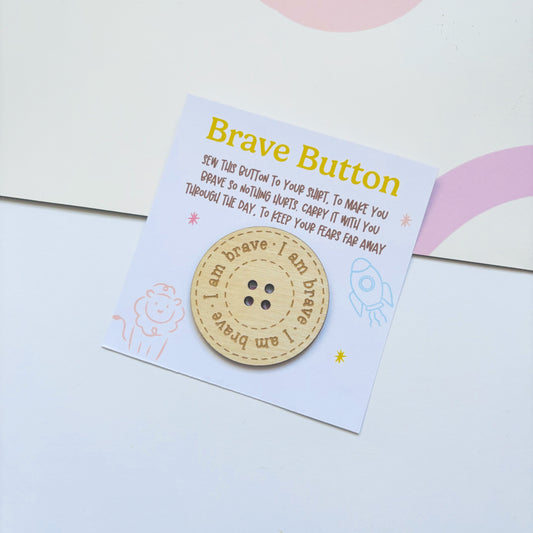 Brave Button
SEW THIS BUTTON TO YOUR SHIRT, TO MAKE YOU
BRAVE SO NOTHING HURTS. CARRY IT WITH YOU
THROUGH THE DAY, TO KEEP YOUR FEARS FAR AWAY
I am brave · I am brave · I am brave ·